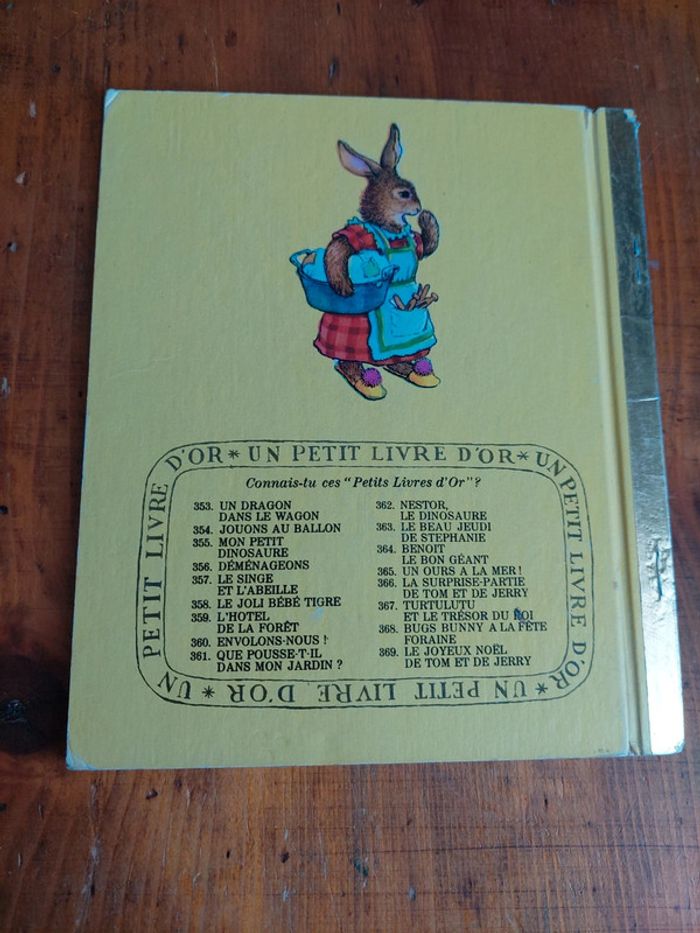 UN PETIT LIVRE D'OR * UN PETIT LIVRE D'OR * UN PETIT LIVRE D'OR * UN PETIT LIVRE D'OR *
Connais-tu ces "Petits Livres d'Or"?
353. UN DRAGON
DANS LE WAGON
354. JOUONS AU BALLON
355. MON PETIT
DINOSAURE
356. DÉMÉNAGEONS
357. LE SINGE
ET L'ABEILLE
358. LE JOLI BÉBÉ TIGRE
359. L'HOTEL
DE LA FORÊT
360. ENVOLONS-NOUS !
361. QUE POUSSE-T-IL
DANS MON JARDIN ?
362. NESTOR,
LE DINOSAURE
363. LE BEAU JEUDI
DE STEPHANIE
364. BENOIT
LE BON GÉANT
365. UN OURS A LA MER !
366. LA SURPRISE-PARTIE
DE TOM ET DE JERRY
367. TURTULUTU
ET LE TRÉSOR DU ROI
368. BUGS BUNNY A LA FÊTE
FORAINE
369. LE JOYEUX NOËL
DE TOM ET DE JERRY